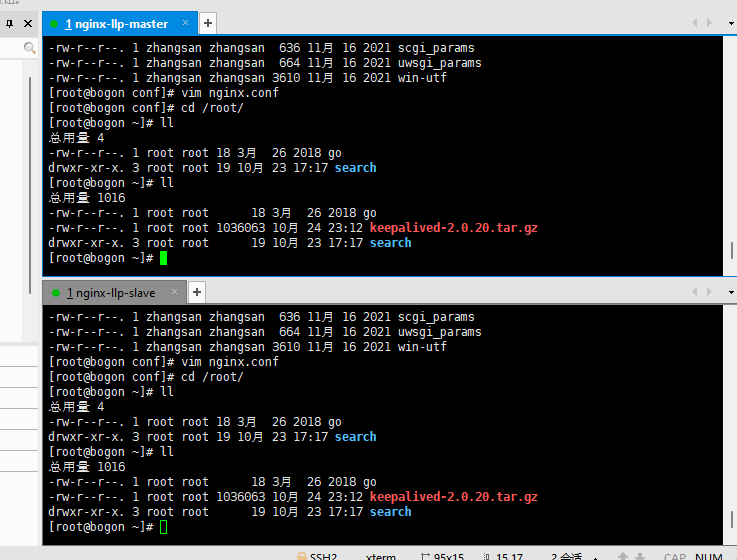 1 nginx-llp-master × +
-rw-r--r--. 1 zhangsan zhangsan  636 11月 16 2021 scgi_params
-rw-r--r--. 1 zhangsan zhangsan  664 11月 16 2021 uwsgi_params
-rw-r--r--. 1 zhangsan zhangsan 3610 11月 16 2021 win-utf
[root@bogon conf]# vim nginx.conf
[root@bogon conf]# cd /root/
[root@bogon ~]# ll
总用量 4
-rw-r--r--. 1 root root 18 3月  26 2018 go
drwxr-xr-x. 3 root root 19 10月 23 17:17 search
[root@bogon ~]# ll
总用量 1016
-rw-r--r--. 1 root root      18 3月  26 2018 go
-rw-r--r--. 1 root root 1036063 10月 24 23:12 keepalived-2.0.20.tar.gz
drwxr-xr-x. 3 root root      19 10月 23 17:17 search
[root@bogon ~]#
1 nginx-llp-slave × +
-rw-r--r--. 1 zhangsan zhangsan  636 11月 16 2021 scgi_params
-rw-r--r--. 1 zhangsan zhangsan  664 11月 16 2021 uwsgi_params
-rw-r--r--. 1 zhangsan zhangsan 3610 11月 16 2021 win-utf
[root@bogon conf]# vim nginx.conf
[root@bogon conf]# cd /root/
[root@bogon ~]# ll
总用量 4
-rw-r--r--. 1 root root 18 3月  26 2018 go
drwxr-xr-x. 3 root root 19 10月 23 17:17 search
[root@bogon ~]# ll
总用量 1016
-rw-r--r--. 1 root root      18 3月  26 2018 go
-rw-r--r--. 1 root root 1036063 10月 24 23:12 keepalived-2.0.20.tar.gz
drwxr-xr-x. 3 root root      19 10月 23 17:17 search
[root@bogon ~]#
SSH2 xterm 95x15 15,17 2 会话 CAP NUM